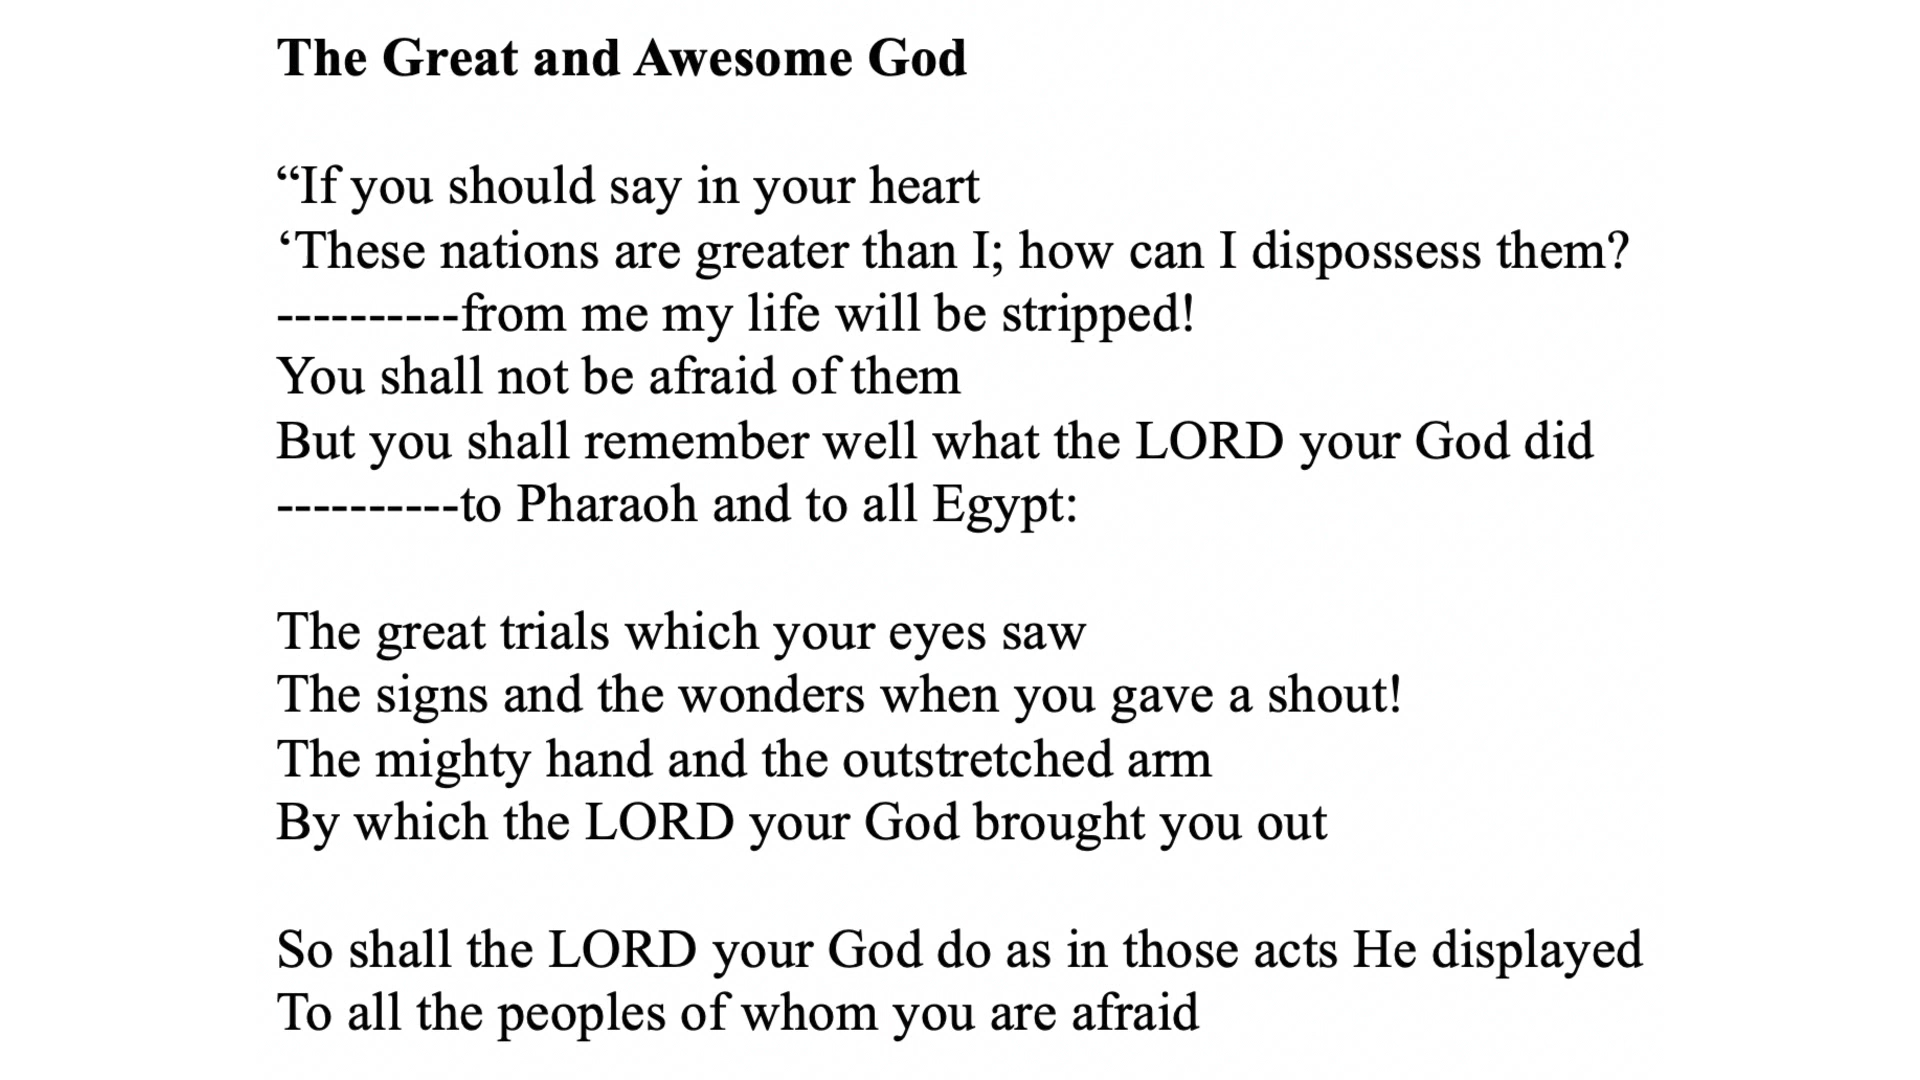 The Great and Awesome God
“If you should say in your heart
‘These nations are greater than I; how can I dispossess them?
----------from me my life will be stripped!
You shall not be afraid of them
But you shall remember well what the LORD your God did
----------to Pharaoh and to all Egypt:
The great trials which your eyes saw
The signs and the wonders when you gave a shout!
The mighty hand and the outstretched arm
By which the LORD your God brought you out
So shall the LORD your God do as in those acts He displayed
To all the peoples of whom you are afraid